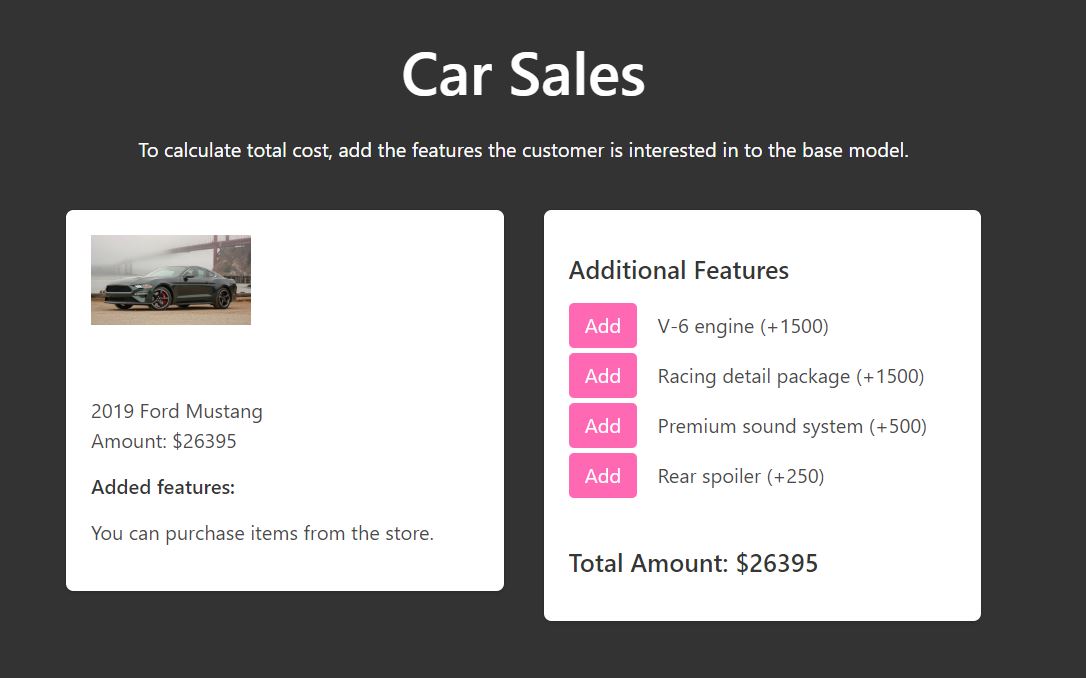 Car Sales
To calculate total cost, add the features the customer is interested in to the base model.
2019 Ford Mustang
Amount: $26395
Added features:
You can purchase items from the store.
Additional Features
Add V-6 engine (+1500)
Add Racing detail package (+1500)
Add Premium sound system (+500)
Add Rear spoiler (+250)
Total Amount: $26395